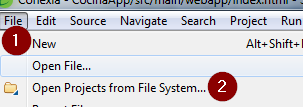 Conexia - CocinaApp/src/main/webapp/index.html - Eclipse
File Edit Source Navigate Search Project Run
1
New Alt+Shift+
Open File...
Open Projects from File System... 2